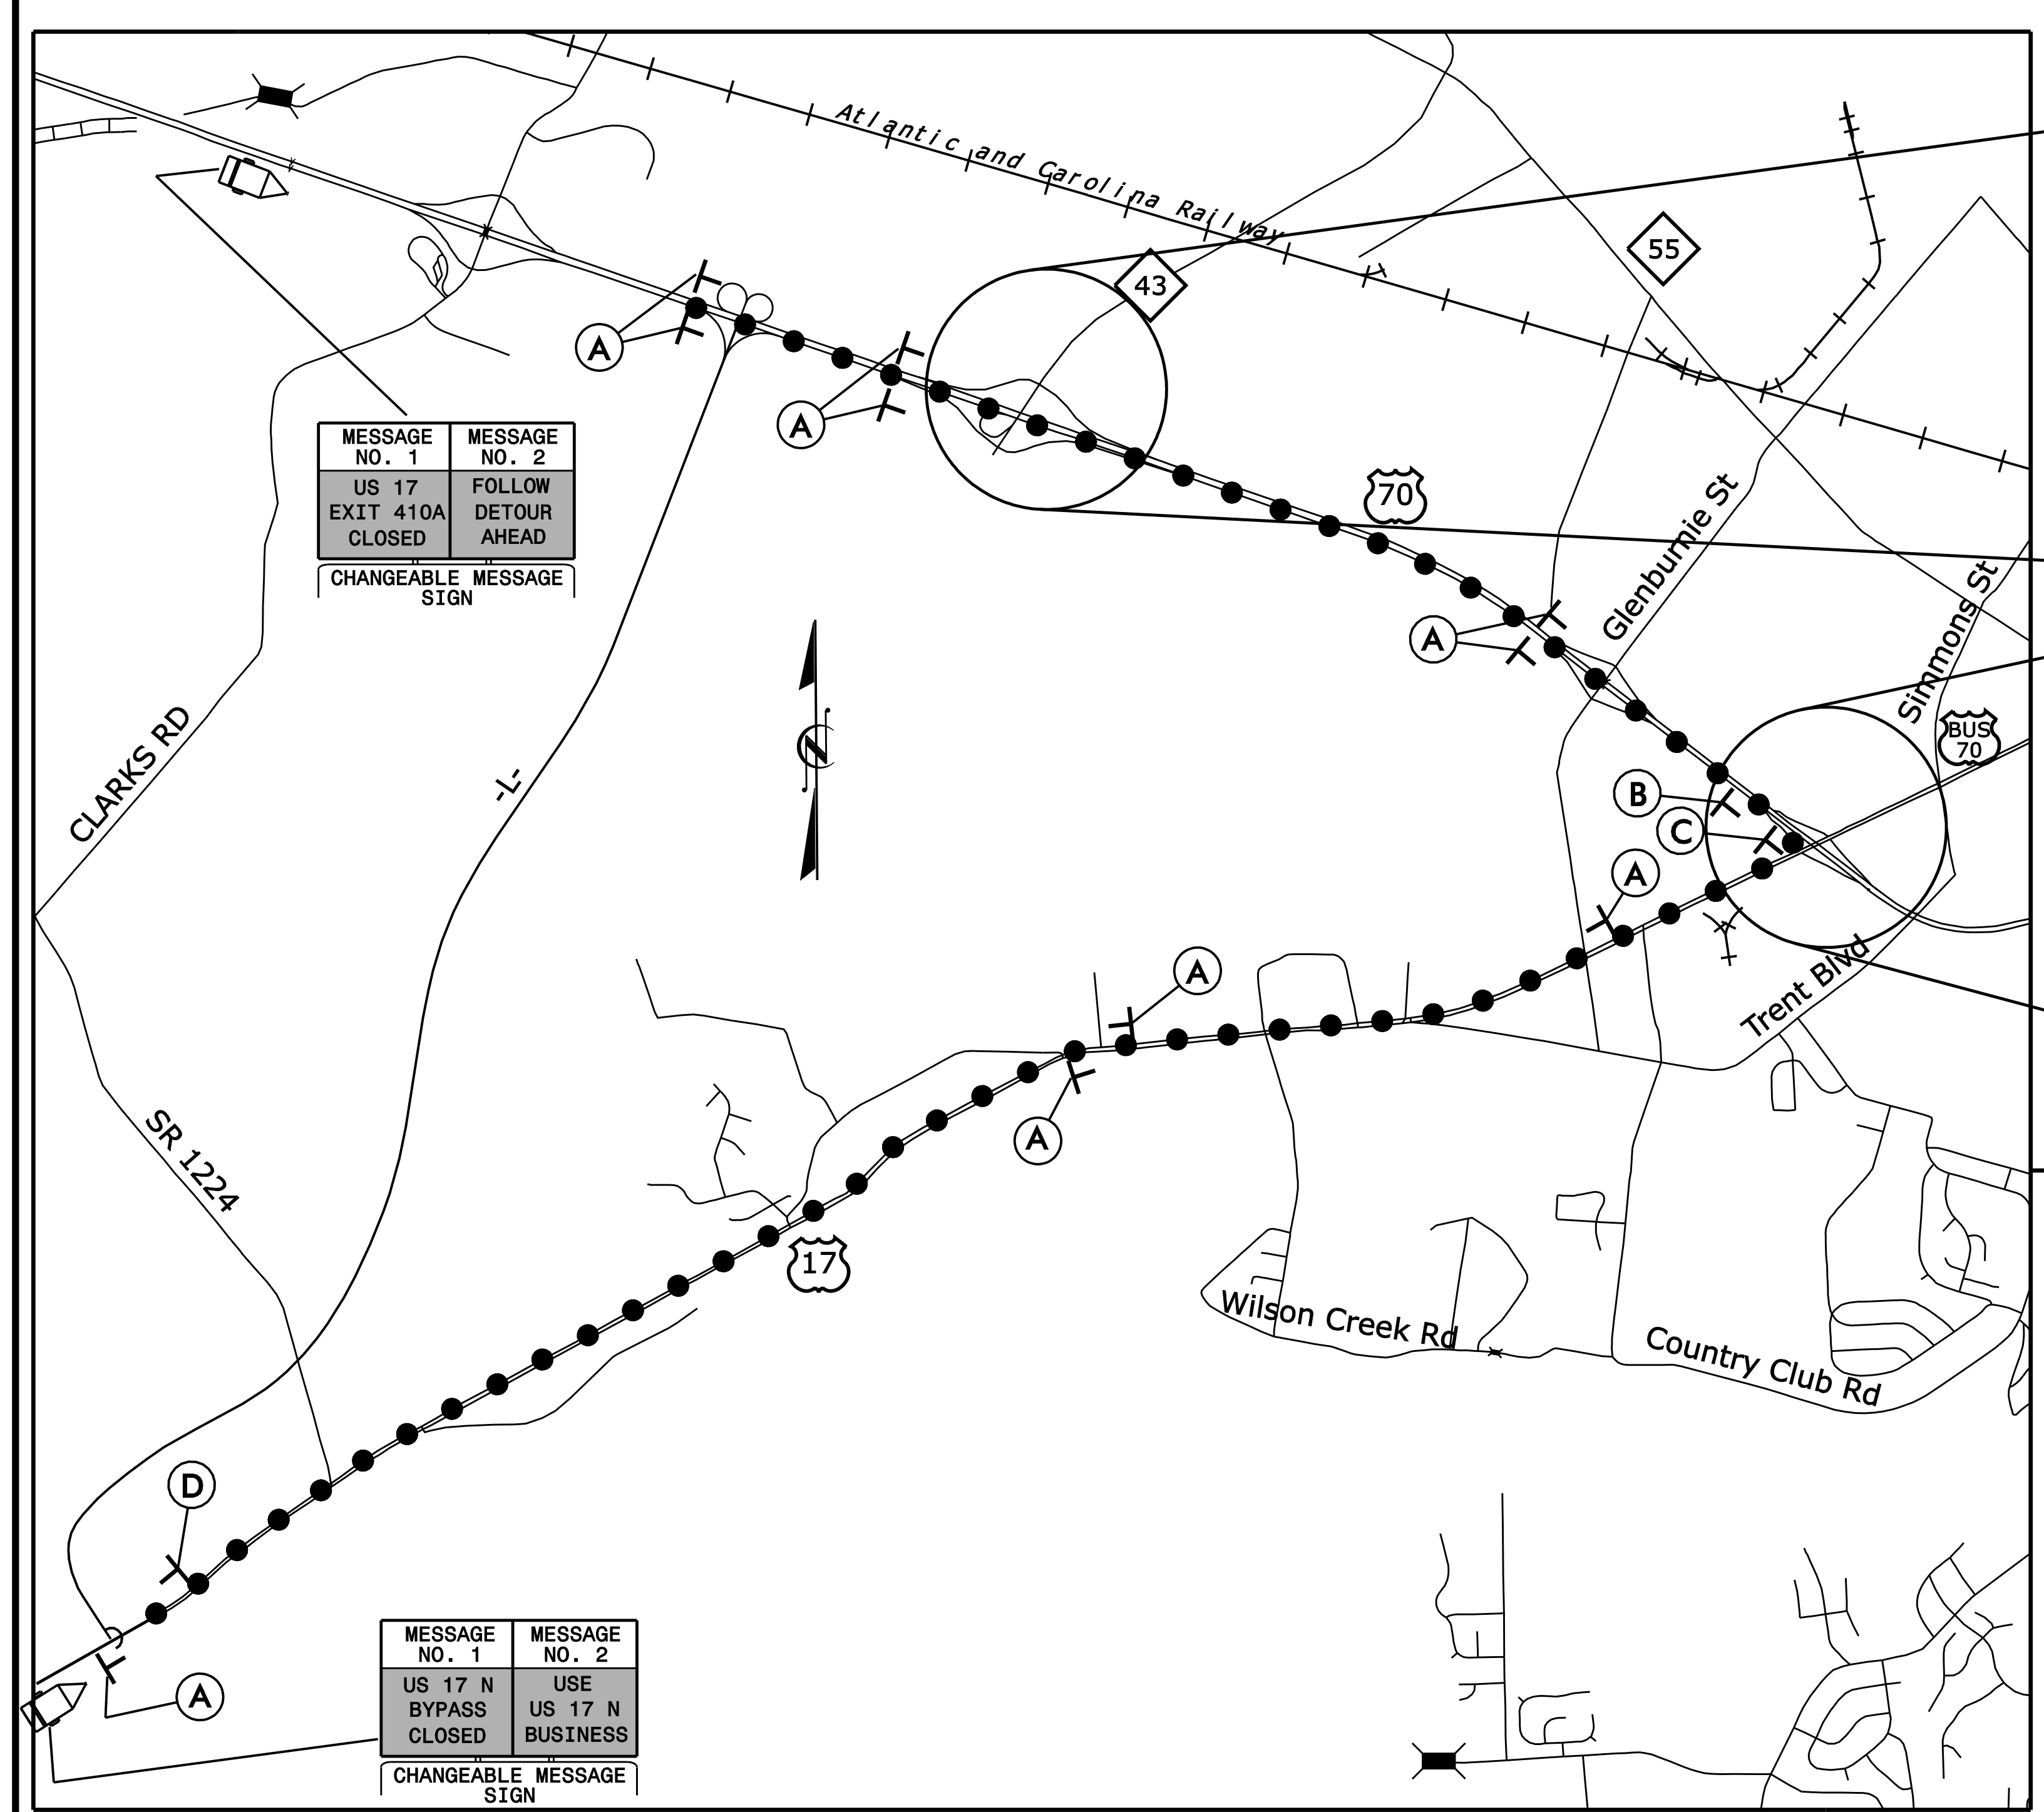 Atlantic and Carolina Railway
55
43
A
A
MESSAGE NO. 1
MESSAGE NO. 2
US 17
EXIT 410A
CLOSED
FOLLOW
DETOUR
AHEAD
CHANGEABLE MESSAGE
SIGN
70
Glenburnie St
Simmons St
A
BUS
70
CLARKS RD
-L-
N
B
C
A
A
Trent Blvd
A
SR 1224
17
Wilson Creek Rd
Country Club Rd
D
A
MESSAGE NO. 1
MESSAGE NO. 2
US 17 N
BYPASS
CLOSED
USE
US 17 N
BUSINESS
CHANGEABLE MESSAGE
SIGN